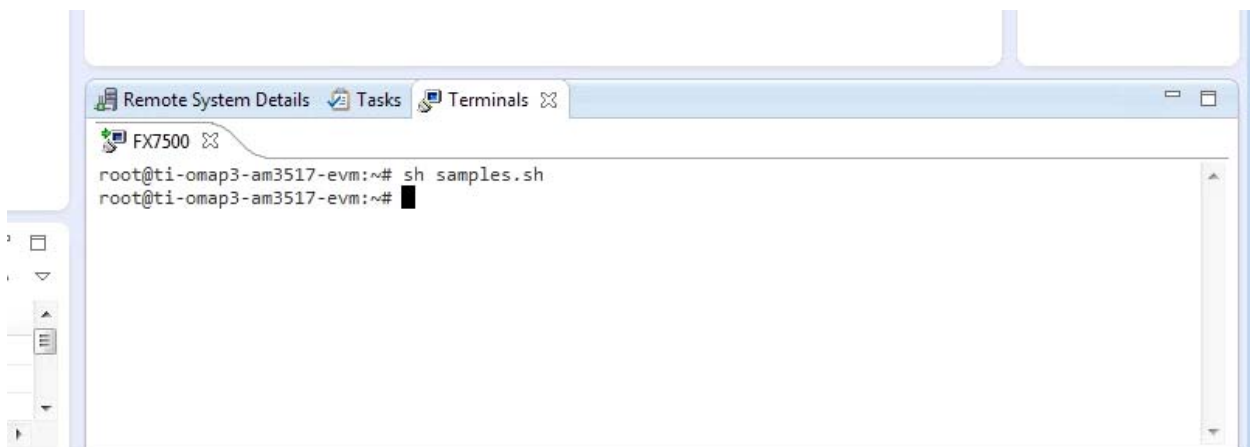 Remote System Details Tasks Terminals
FX7500
root@ti-omap3-am3517-evm:~# sh samples.sh
root@ti-omap3-am3517-evm:~#